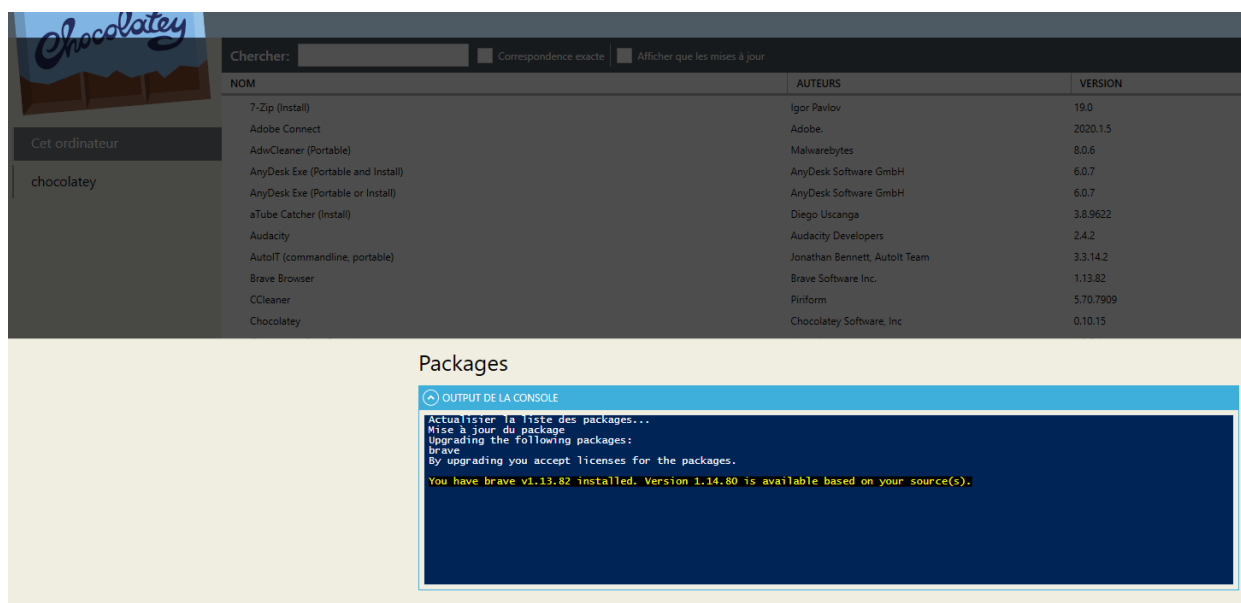 Chocolatey
Chercher: Correspondence exacte Afficher que les mises à jour
NOM AUTEURS VERSION
7-Zip (Install) Igor Pavlov 19.0
Adobe Connect Adobe. 2020.1.5
Cet ordinateur
AdwCleaner (Portable) Malwarebytes 8.0.6
AnyDesk Exe (Portable and Install) AnyDesk Software GmbH 6.0.7
chocolatey
AnyDesk Exe (Portable or Install) AnyDesk Software GmbH 6.0.7
aTube Catcher (Install) Diego Uscanga 3.8.9622
Audacity Audacity Developers 2.4.2
AutoIT (commandline, portable) Jonathan Bennett, AutoIt Team 3.3.14.2
Brave Browser Brave Software Inc. 1.13.82
CCleaner Piriform 5.70.7909
Chocolatey Chocolatey Software, Inc 0.10.15
Packages
OUTPUT DE LA CONSOLE
Actualisier la liste des packages...
Mise à jour du package
Upgrading the following packages:
brave
By upgrading you accept licenses for the packages.
You have brave v1.13.82 installed. Version 1.14.80 is available based on your source(s).